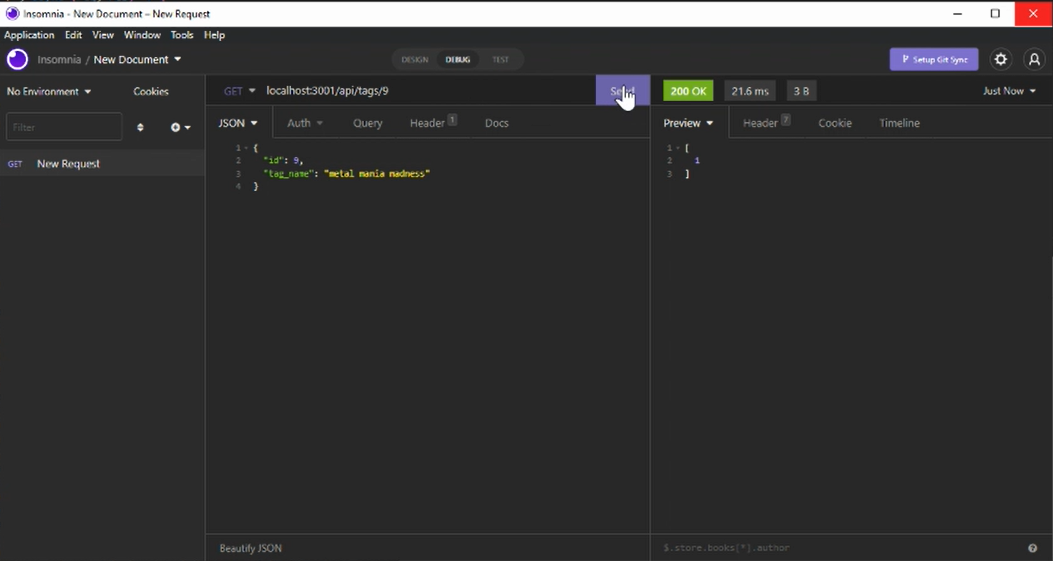 Insomnia - New Document – New Request
Application Edit View Window Tools Help
Insomnia / New Document
DESIGN DEBUG TEST
Setup Git Sync
No Environment Cookies
GET localhost:3001/api/tags/9
Send
200 OK 21.6 ms 3 B Just Now
Filter
JSON Auth Query Header 1 Docs
Preview Header 7 Cookie Timeline
GET New Request
1 {
2 "id": 9,
3 "tag_name": "metal mania madness"
4 }
1 [
2 1
3 ]
Beautify JSON
$.store.books[*].author